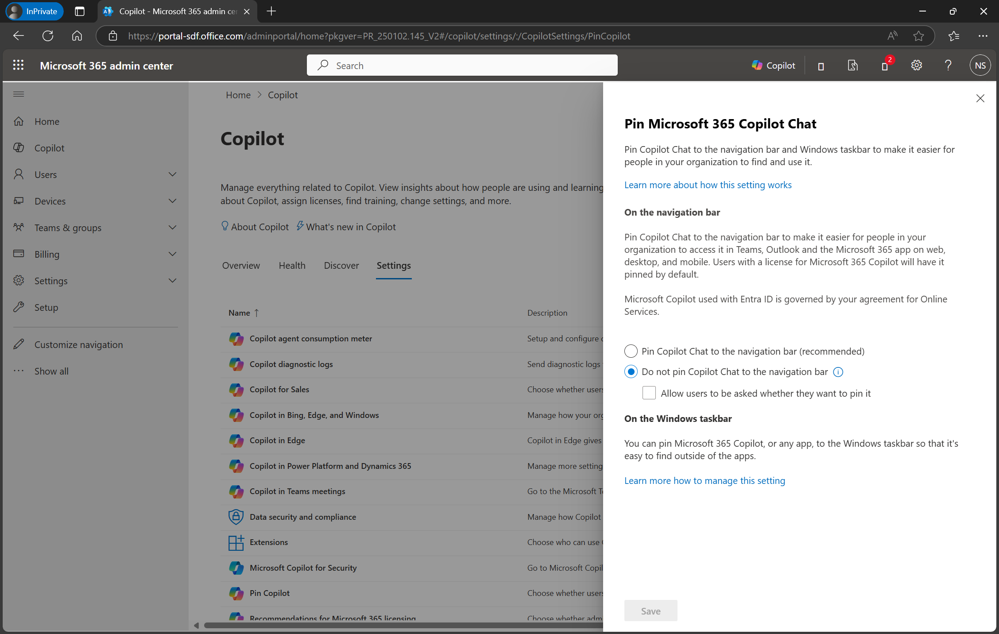 InPrivate
Copilot - Microsoft 365 admin cer
https://portal-sdf.office.com/adminportal/home?pkgver=PR_250102.145_V2#/copilot/settings/:/CopilotSettings/PinCopilot
Microsoft 365 admin center
Search
Copilot
2
NS
Home
Copilot
Users
Devices
Teams & groups
Billing
Settings
Setup
Customize navigation
Show all
Home > Copilot
Copilot
Manage everything related to Copilot. View insights about how people are using and learning
about Copilot, assign licenses, find training, change settings, and more.
About Copilot What's new in Copilot
Overview Health Discover Settings
Name ↑ Description
Copilot agent consumption meter Setup and configure
Copilot diagnostic logs Send diagnostic logs
Copilot for Sales Choose whether users
Copilot in Bing, Edge, and Windows Manage how your org
Copilot in Edge Copilot in Edge gives
Copilot in Power Platform and Dynamics 365 Manage more setting
Copilot in Teams meetings Go to the Microsoft Te
Data security and compliance Manage how Copilot
Extensions Choose who can use
Microsoft Copilot for Security Go to Microsoft Copil
Pin Copilot Choose whether users
Recommendations for Microsoft 365 licensing Choose whether adm
Pin Microsoft 365 Copilot Chat
Pin Copilot Chat to the navigation bar and Windows taskbar to make it easier for
people in your organization to find and use it.
Learn more about how this setting works
On the navigation bar
Pin Copilot Chat to the navigation bar to make it easier for people in your
organization to access it in Teams, Outlook and the Microsoft 365 app on web,
desktop, and mobile. Users with a license for Microsoft 365 Copilot will have it
pinned by default.
Microsoft Copilot used with Entra ID is governed by your agreement for Online
Services.
Pin Copilot Chat to the navigation bar (recommended)
Do not pin Copilot Chat to the navigation bar
Allow users to be asked whether they want to pin it
On the Windows taskbar
You can pin Microsoft 365 Copilot, or any app, to the Windows taskbar so that it's
easy to find outside of the apps.
Learn more how to manage this setting
Save